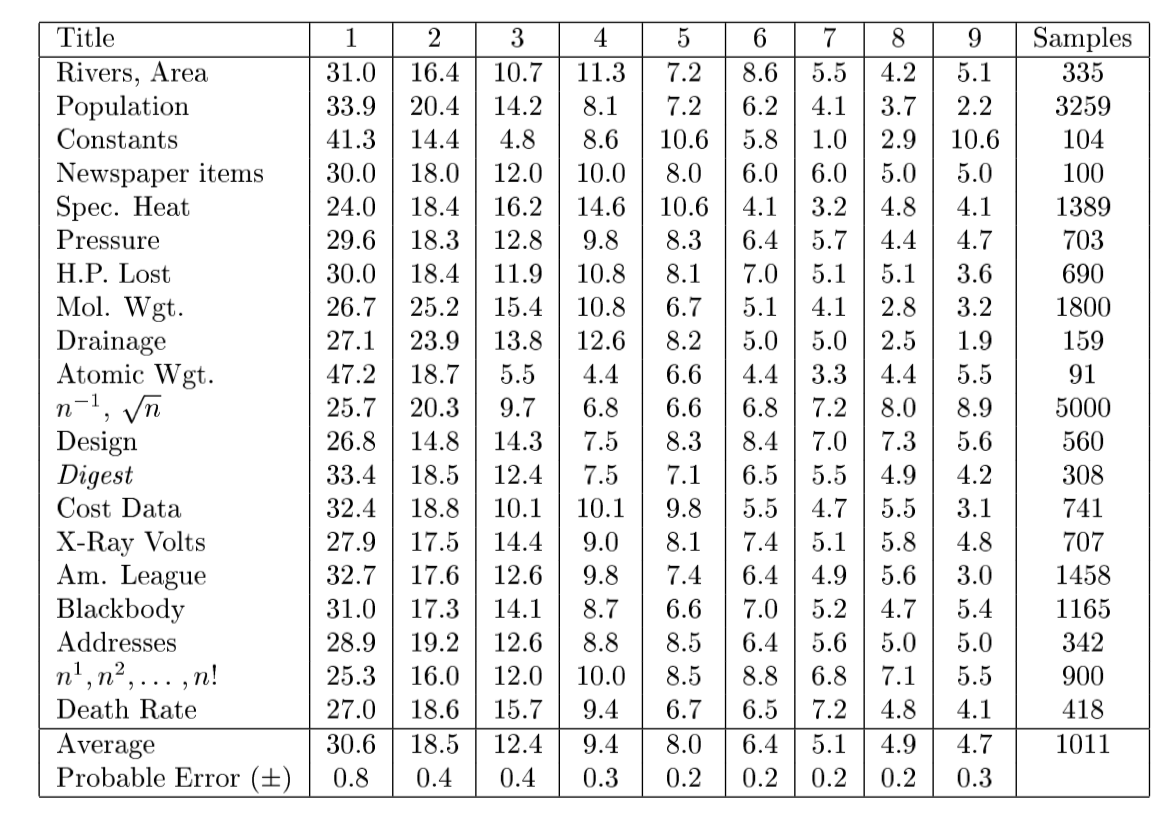 Title 1 2 3 4 5 6 7 8 9 Samples
Rivers, Area 31.0 16.4 10.7 11.3 7.2 8.6 5.5 4.2 5.1 335
Population 33.9 20.4 14.2 8.1 7.2 6.2 4.1 3.7 2.2 3259
Constants 41.3 14.4 4.8 8.6 10.6 5.8 1.0 2.9 10.6 104
Newspaper items 30.0 18.0 12.0 10.0 8.0 6.0 6.0 5.0 5.0 100
Spec. Heat 24.0 18.4 16.2 14.6 10.6 4.1 3.2 4.8 4.1 1389
Pressure 29.6 18.3 12.8 9.8 8.3 6.4 5.7 4.4 4.7 703
H.P. Lost 30.0 18.4 11.9 10.8 8.1 7.0 5.1 5.1 3.6 690
Mol. Wgt. 26.7 25.2 15.4 10.8 6.7 5.1 4.1 2.8 3.2 1800
Drainage 27.1 23.9 13.8 12.6 8.2 5.0 5.0 2.5 1.9 159
Atomic Wgt. 47.2 18.7 5.5 4.4 6.6 4.4 3.3 4.4 5.5 91
n⁻¹, √n 25.7 20.3 9.7 6.8 6.6 6.8 7.2 8.0 8.9 5000
Design 26.8 14.8 14.3 7.5 8.3 8.4 7.0 7.3 5.6 560
Digest 33.4 18.5 12.4 7.5 7.1 6.5 5.5 4.9 4.2 308
Cost Data 32.4 18.8 10.1 10.1 9.8 5.5 4.7 5.5 3.1 741
X-Ray Volts 27.9 17.5 14.4 9.0 8.1 7.4 5.1 5.8 4.8 707
Am. League 32.7 17.6 12.6 9.8 7.4 6.4 4.9 5.6 3.0 1458
Blackbody 31.0 17.3 14.1 8.7 6.6 7.0 5.2 4.7 5.4 1165
Addresses 28.9 19.2 12.6 8.8 8.5 6.4 5.6 5.0 5.0 342
n¹, n², . . . , n! 25.3 16.0 12.0 10.0 8.5 8.8 6.8 7.1 5.5 900
Death Rate 27.0 18.6 15.7 9.4 6.7 6.5 7.2 4.8 4.1 418
Average 30.6 18.5 12.4 9.4 8.0 6.4 5.1 4.9 4.7 1011
Probable Error (±) 0.8 0.4 0.4 0.3 0.2 0.2 0.2 0.2 0.3